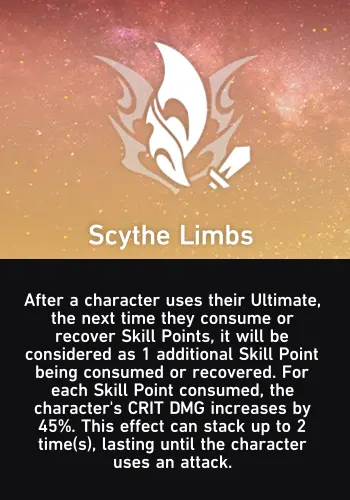 Scythe Limbs
After a character uses their Ultimate,
the next time they consume or
recover Skill Points, it will be
considered as 1 additional Skill Point
being consumed or recovered. For
each Skill Point consumed, the
character's CRIT DMG increases by
45%. This effect can stack up to 2
time(s), lasting until the character
uses an attack.